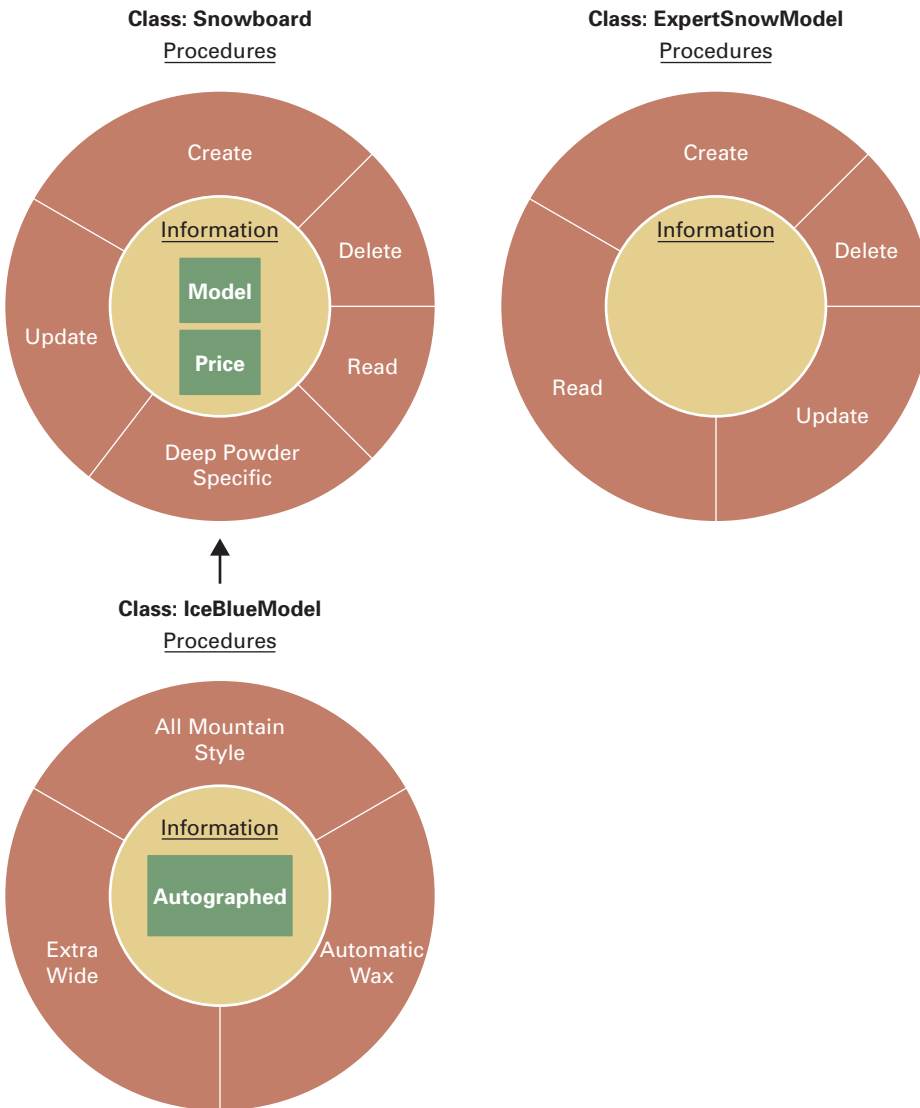 Class: Snowboard
Procedures
Create
Delete
Read
Deep Powder
Specific
Update
Information
Model
Price
Class: ExpertSnowModel
Procedures
Create
Delete
Update
Read
Information
Class: IceBlueModel
Procedures
All Mountain
Style
Automatic
Wax
Extra
Wide
Information
Autographed